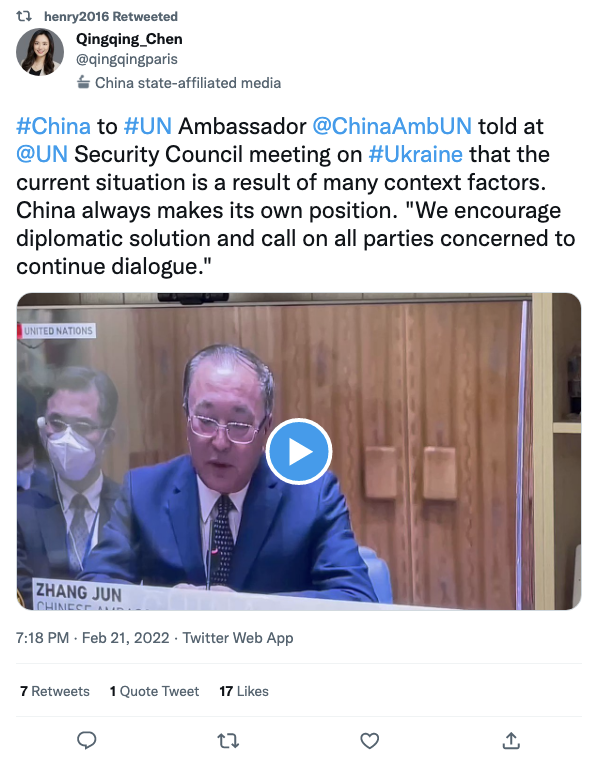 henry2016 Retweeted
Qingqing_Chen
@qingqingparis
China state-affiliated media
#China to #UN Ambassador @ChinaAmbUN told at
@UN Security Council meeting on #Ukraine that the
current situation is a result of many context factors.
China always makes its own position. "We encourage
diplomatic solution and call on all parties concerned to
continue dialogue."
UNITED NATIONS
ZHANG JUN
CHINESE
7:18 PM · Feb 21, 2022 · Twitter Web App
7 Retweets 1 Quote Tweet 17 Likes